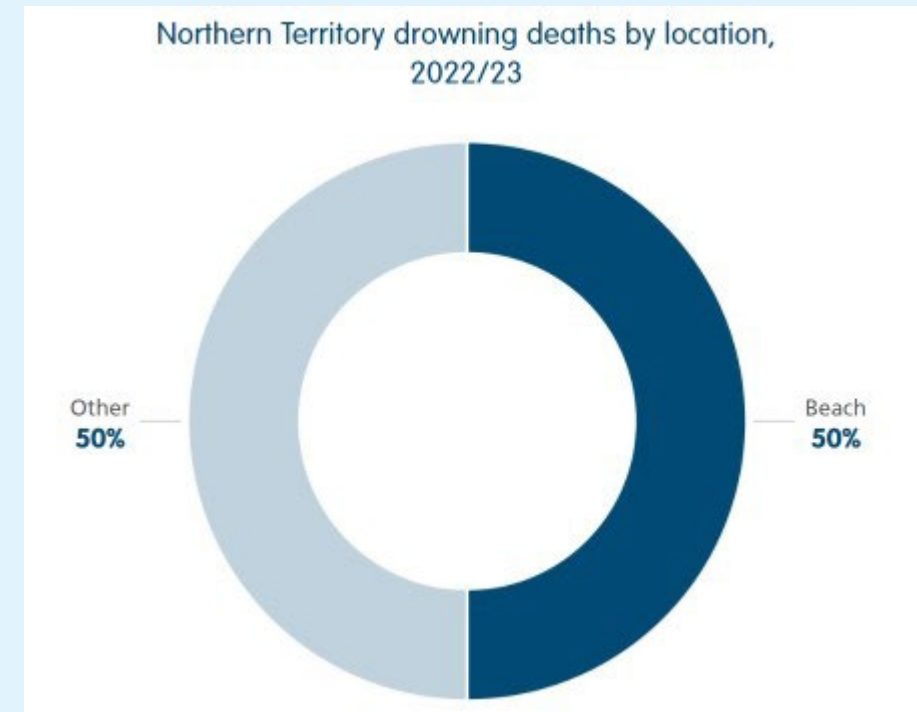 Northern Territory drowning deaths by location,
2022/23
Other
50%
Beach
50%